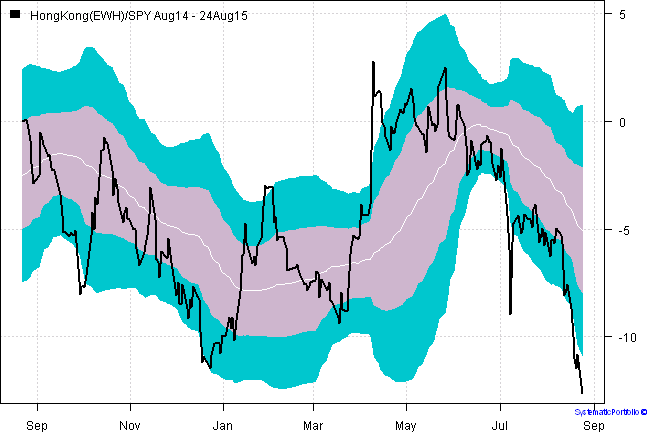 HongKong(EWH)/SPY Aug14 - 24Aug15
5
0
-5
-10
Sep Nov Jan Mar May Jul Sep
SystematicPortfolio ©